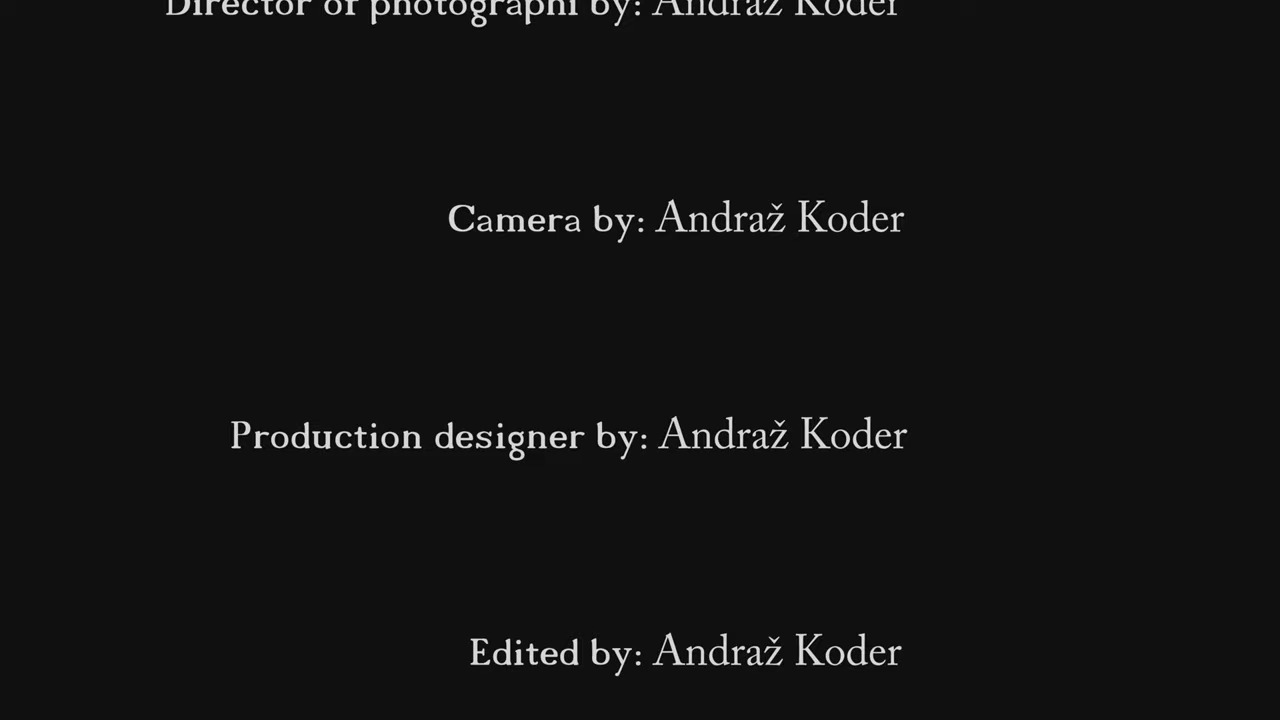 Director of photographi by: Andraž Koder
Camera by: Andraž Koder
Production designer by: Andraž Koder
Edited by: Andraž Koder